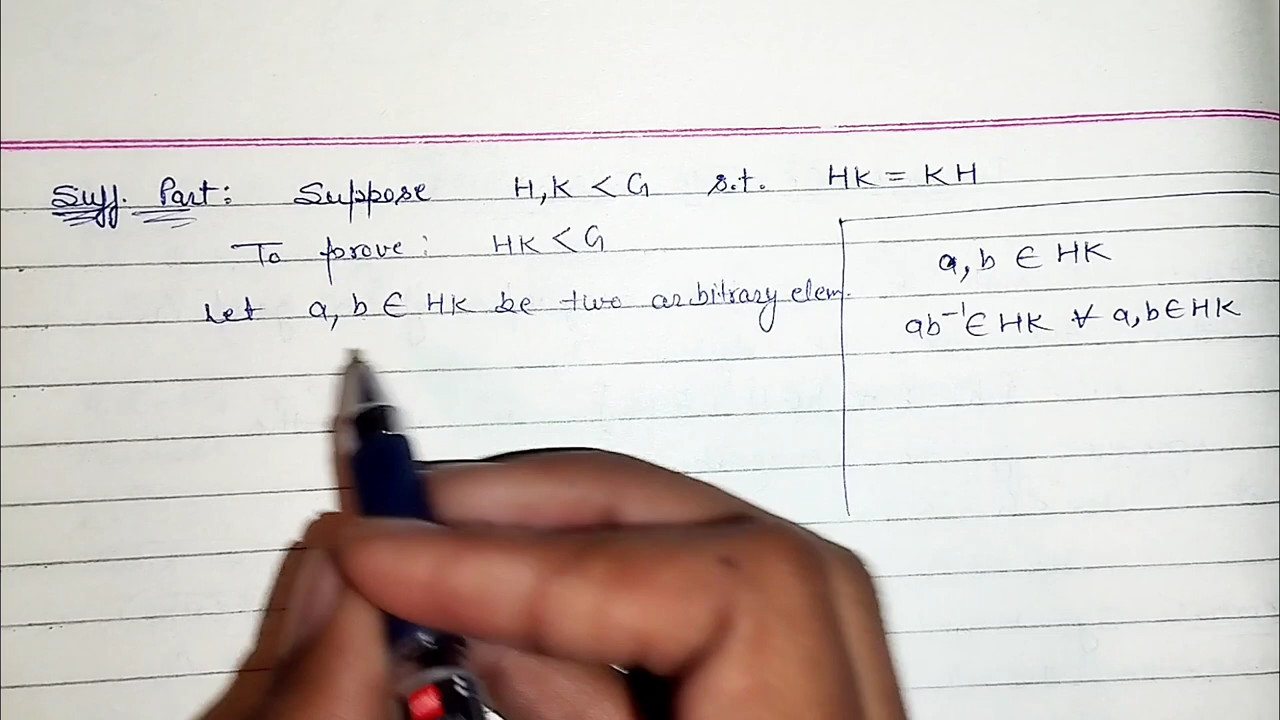 Suff. Part: Suppose H,K < G s.t. HK = KH
To prove: HK < G
Let a, b ∈ HK be two arbitrary elem.
a, b ∈ HK
ab⁻¹ ∈ HK ∀ a, b ∈ HK